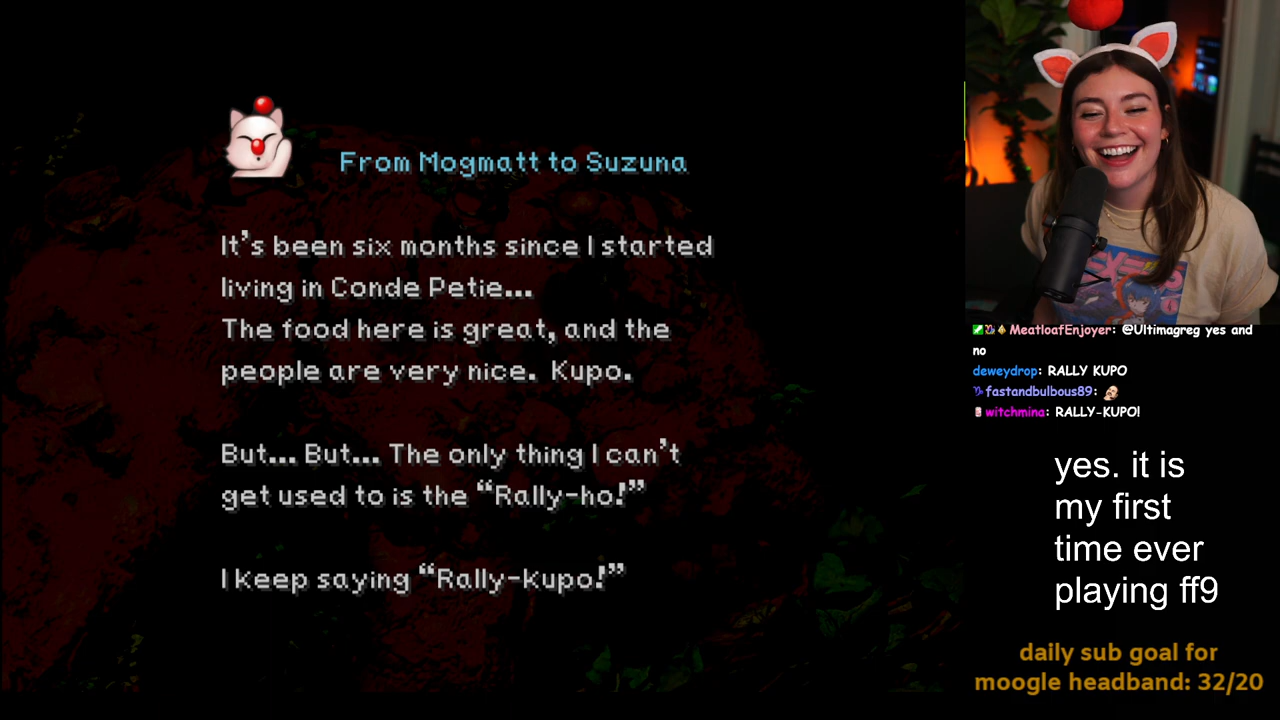 From Mogmatt to Suzuna
It's been six months since I started
living in Conde Petie...
The food here is great, and the
people are very nice. Kupo.
But... But... The only thing I can't
get used to is the “Rally-ho!”
I keep saying “Rally-kupo!”
MeatloafEnjoyer: @Ultimagreg yes and
no
deweydrop: RALLY KUPO
fastandbulbous89:
witchmina: RALLY-KUPO!
yes. it is
my first
time ever
playing ff9
daily sub goal for
moogle headband: 32/20